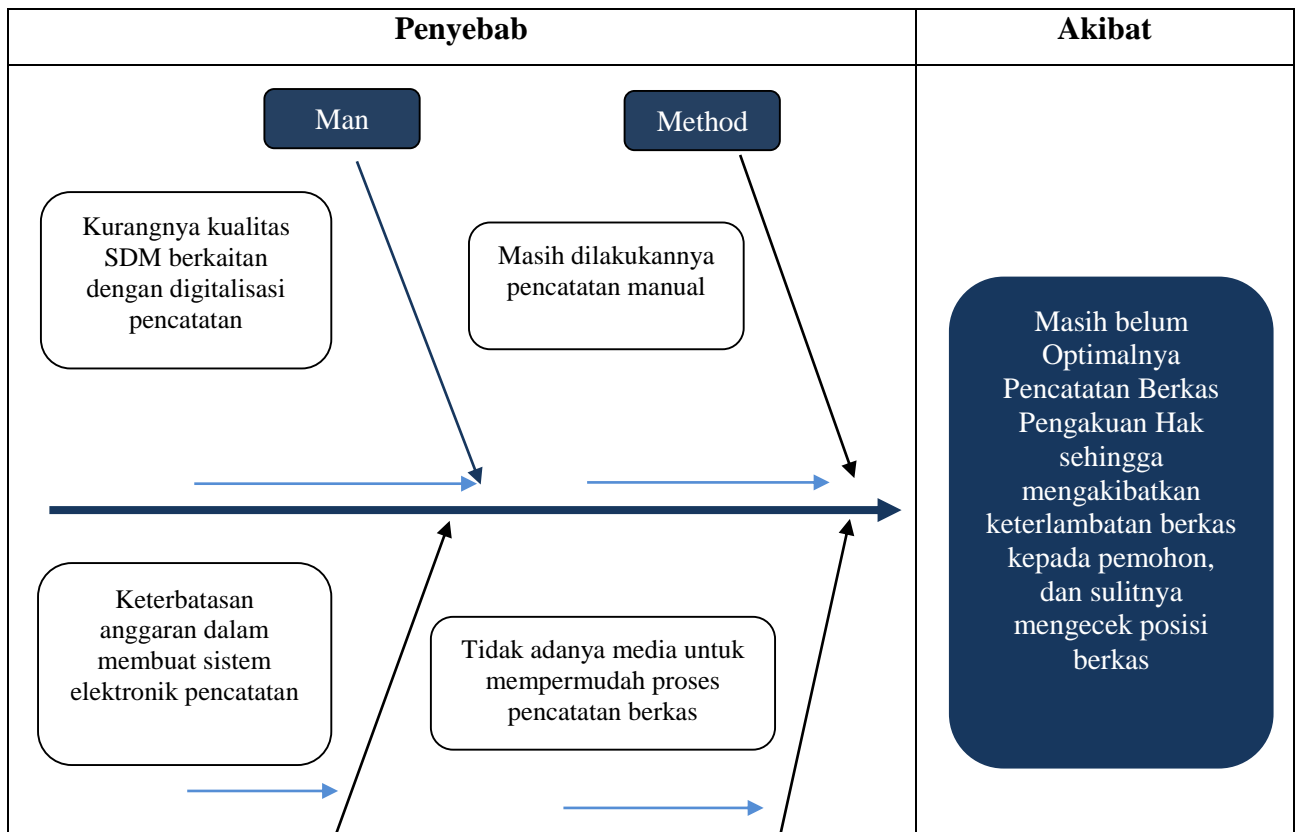 Penyebab
Akibat
Man
Method
Kurangnya kualitas
SDM berkaitan
dengan digitalisasi
pencatatan
Masih dilakukannya
pencatatan manual
Keterbatasan
anggaran dalam
membuat sistem
elektronik pencatatan
Tidak adanya media untuk
mempermudah proses
pencatatan berkas
Masih belum
Optimalnya
Pencatatan Berkas
Pengakuan Hak
sehingga
mengakibatkan
keterlambatan berkas
kepada pemohon,
dan sulitnya
mengecek posisi
berkas